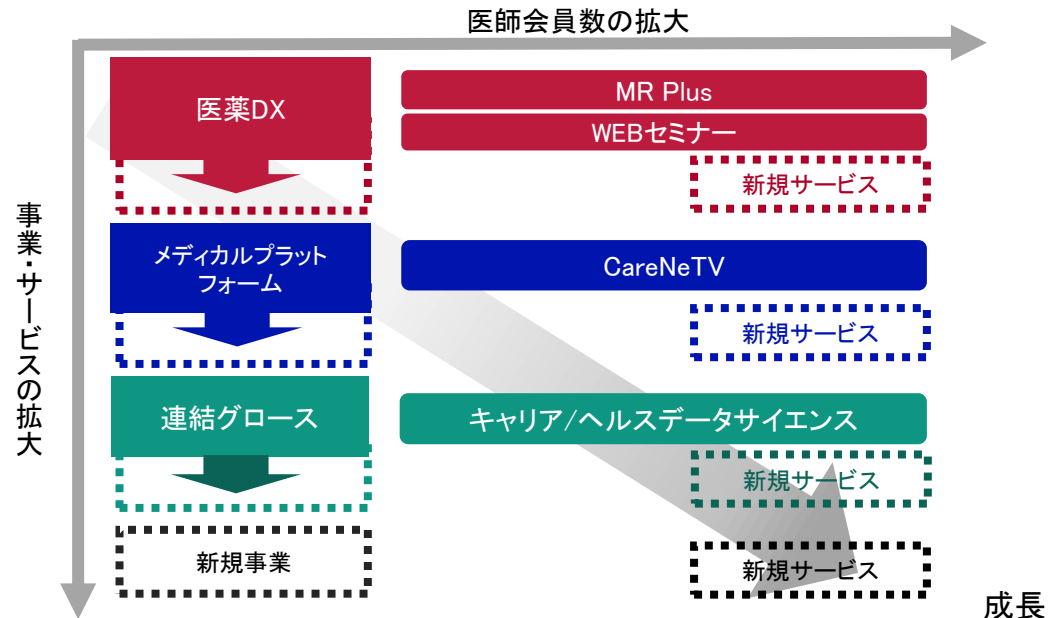 医師会員数の拡大
事業・サービスの拡大
医薬DX
MR Plus
WEBセミナー
新規サービス
メディカルプラット
フォーム
CareNeTV
新規サービス
連結グロース
キャリア/ヘルスデータサイエンス
新規サービス
新規事業
新規サービス
成長